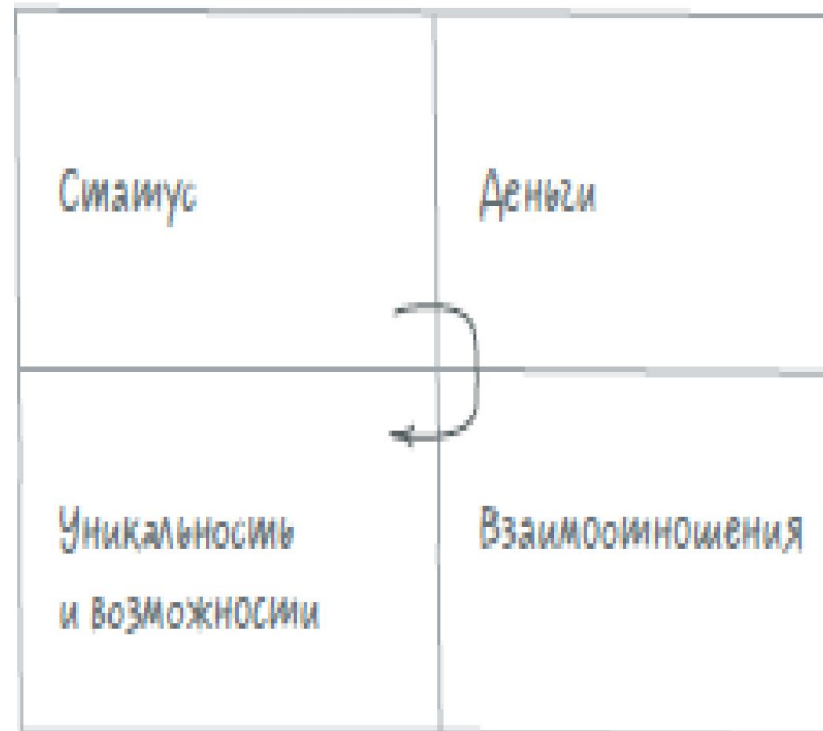 Статус
Деньги
Уникальность
и возможности
Взаимоотношения